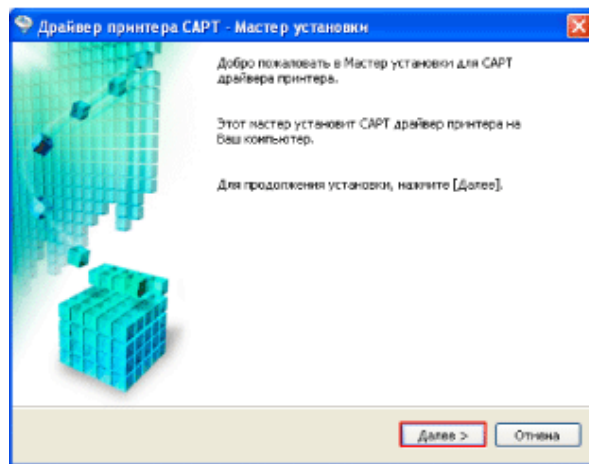 Драйвер принтера CAPT - Мастер установки
Добро пожаловать в Мастер установки для CAPT
драйвера принтера.
Этот мастер установит CAPT драйвер принтера на
Ваш компьютер.
Для продолжения установки, нажмите [Далее].
Далее >
Отмена